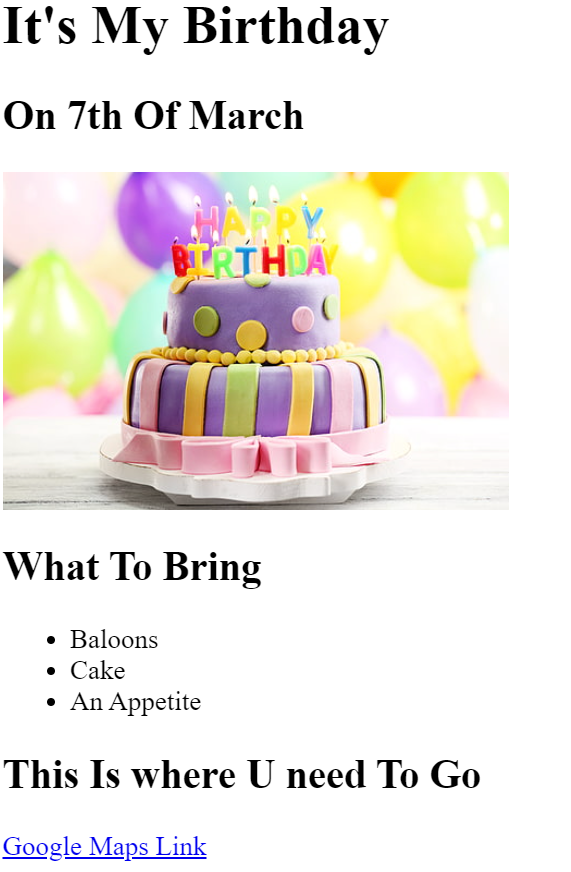 It's My Birthday
On 7th Of March
HAPPY
BIRTHDAY
What To Bring
Baloons
Cake
An Appetite
This Is where U need To Go
Google Maps Link